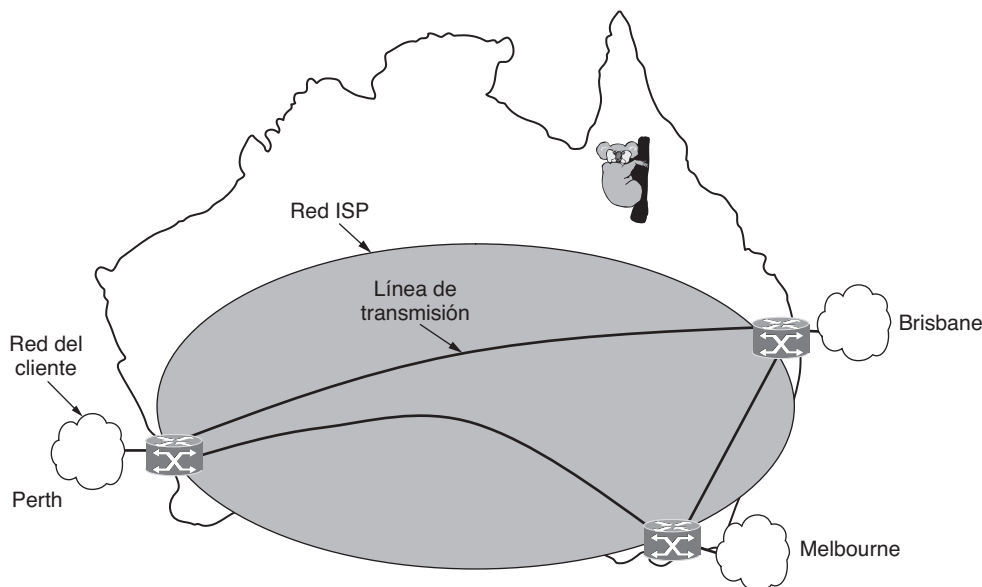 Red ISP
Línea de
transmisión
Brisbane
Red del
cliente
Perth
Melbourne